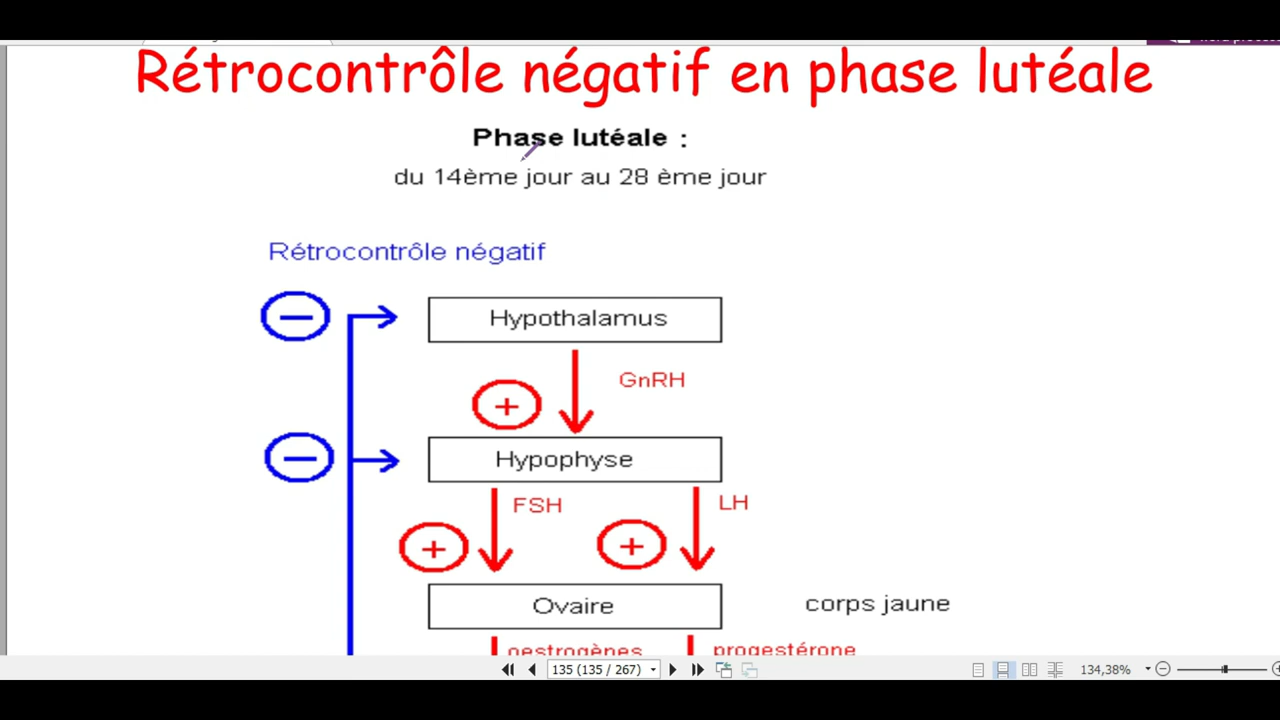 Rétrocontrôle négatif en phase lutéale
Phase lutéale :
du 14ème jour au 28 ème jour
Rétrocontrôle négatif
Hypothalamus
GnRH
+
Hypophyse
FSH
LH
+
+
Ovaire
corps jaune
oestrogènes
progestérone
135 (135 / 267)
134,38%